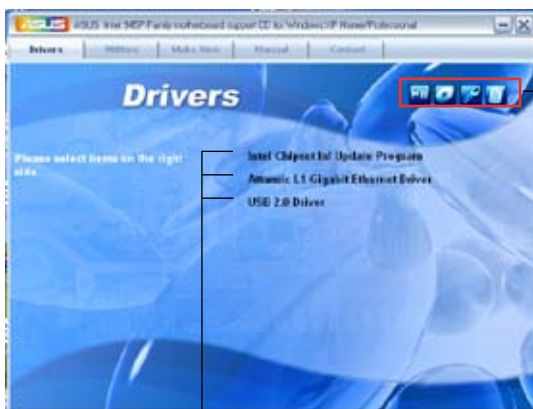 ASUS ASUS Intel 945P Family motherboard support CD for Windows XP Home/Professional
Drivers Utilities Make Disk Manual Contact
Drivers
Please select items on the right
side.
Intel Chipset Inf Update Program
Attansic L1 Gigabit Ethernet Driver
USB 2.0 Driver